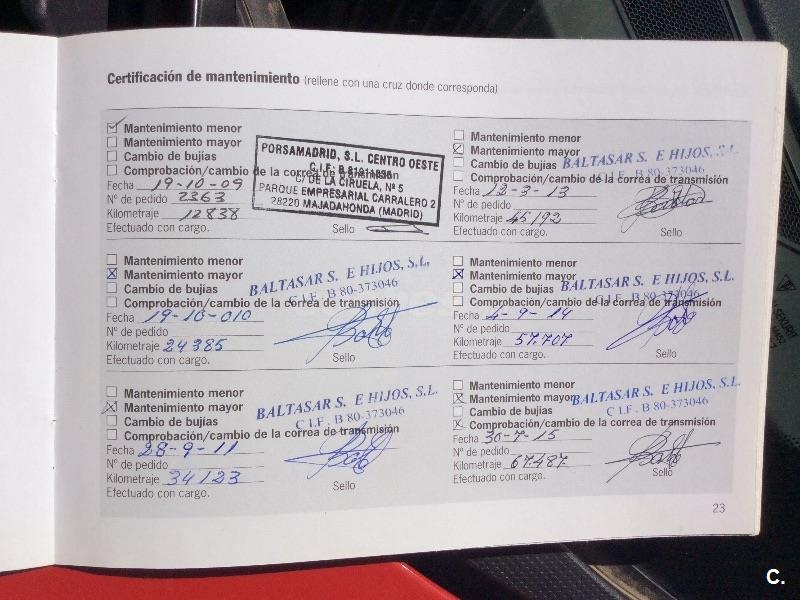 Certificación de mantenimiento (rellene con una cruz donde corresponda)
Mantenimiento menor
Mantenimiento mayor
Cambio de bujías
Comprobación/cambio de la correa de transmisión
Fecha 19-10-09
Nº de pedido 2363
Kilometraje 12838
Efectuado con cargo.
Sello
PORSAMADRID, S.L. CENTRO OESTE
C.I.F.: B
C/ DE LA CIRUELA, Nº 5
PARQUE EMPRESARIAL CARRALERO 2
28220 MAJADAHONDA (MADRID)
Mantenimiento menor
Mantenimiento mayor
Cambio de bujías
Comprobación/cambio de la correa de transmisión
Fecha 19-10-010
Nº de pedido
Kilometraje 24385
Efectuado con cargo.
Sello
BALTASAR S. E HIJOS, S.L.
C.I.F.: B 80-373046
Mantenimiento menor
Mantenimiento mayor
Cambio de bujías
Comprobación/cambio de la correa de transmisión
Fecha 28-9-11
Nº de pedido
Kilometraje 34123
Efectuado con cargo.
Sello
BALTASAR S. E HIJOS, S.L.
C.I.F.: B 80-373046
Mantenimiento menor
Mantenimiento mayor
Cambio de bujías
Comprobación/cambio de la correa de transmisión
Fecha 12-3-13
Nº de pedido
Kilometraje 45192
Efectuado con cargo.
Sello
BALTASAR S. E HIJOS, S.L.
C.I.F.: B 80-373046
Mantenimiento menor
Mantenimiento mayor
Cambio de bujías
Comprobación/cambio de la correa de transmisión
Fecha 4-9-14
Nº de pedido
Kilometraje 57.707
Efectuado con cargo.
Sello
BALTASAR S. E HIJOS, S.L.
C.I.F.: B 80-373046
Mantenimiento menor
Mantenimiento mayor
Cambio de bujías
Comprobación/cambio de la correa de transmisión
Fecha 30-7-15
Nº de pedido
Kilometraje 67.487
Efectuado con cargo.
Sello
BALTASAR S. E HIJOS, S.L.
C.I.F.: B 80-373046
23
C.